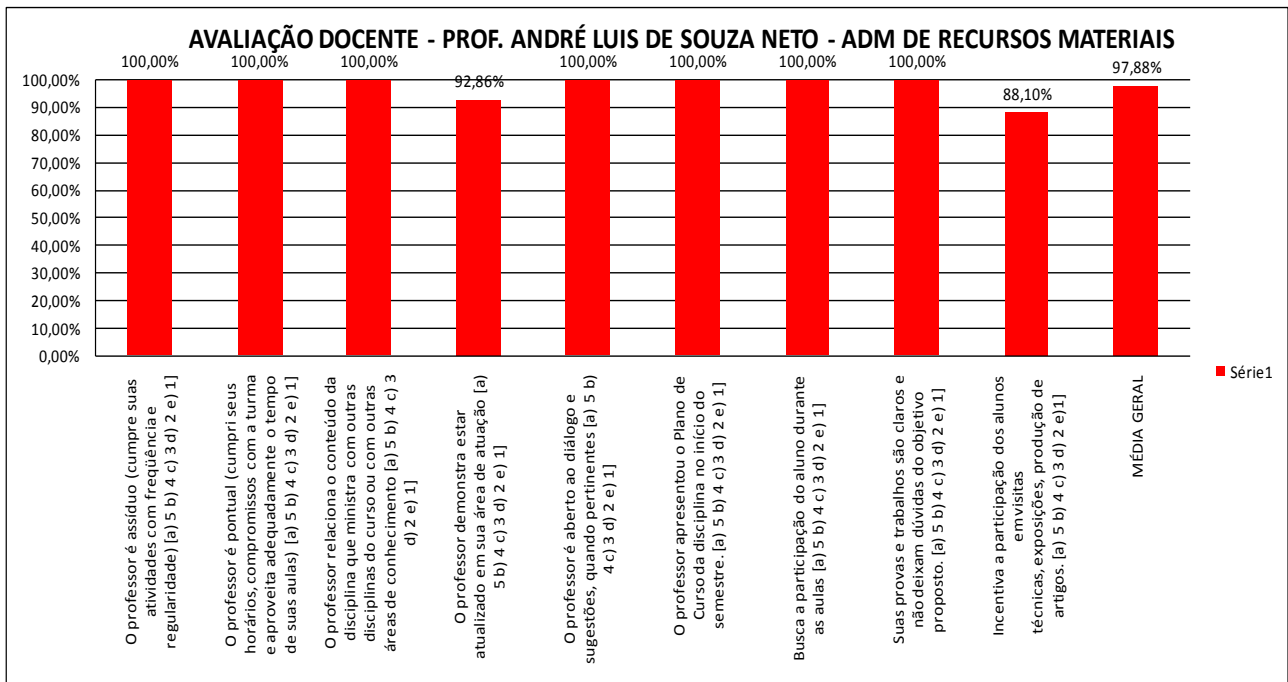 AVALIAÇÃO DOCENTE - PROF. ANDRÉ LUIS DE SOUZA NETO - ADM DE RECURSOS MATERIAIS
100,00%
100,00%
100,00%
92,86%
100,00%
100,00%
100,00%
100,00%
88,10%
97,88%
100,00%
90,00%
80,00%
70,00%
60,00%
50,00%
40,00%
30,00%
20,00%
10,00%
0,00%
O professor é assíduo (cumpre suas
atividades com freqüência e
regularidade) [a) 5 b) 4 c) 3 d) 2 e) 1]
O professor é pontual (cumpri seus
horários, compromissos com a turma
e aproveita adequadamente o tempo
de suas aulas) [a) 5 b) 4 c) 3 d) 2 e) 1]
O professor relaciona o conteúdo da
disciplina que ministra com outras
disciplinas do curso ou com outras
áreas de conhecimento [a) 5 b) 4 c) 3
d) 2 e) 1]
O professor demonstra estar
atualizado em sua área de atuação [a)
5 b) 4 c) 3 d) 2 e) 1]
O professor é aberto ao diálogo e
sugestões, quando pertinentes [a) 5 b)
4 c) 3 d) 2 e) 1]
O professor apresentou o Plano de
Curso da disciplina no início do
semestre. [a) 5 b) 4 c) 3 d) 2 e) 1]
Busca a participação do aluno durante
as aulas [a) 5 b) 4 c) 3 d) 2 e) 1]
Suas provas e trabalhos são claros e
não deixam dúvidas do objetivo
proposto. [a) 5 b) 4 c) 3 d) 2 e) 1]
Incentiva a participação dos alunos
emvisitas
técnicas, exposições, produção de
artigos. [a) 5 b) 4 c) 3 d) 2 e)1]
MÉDIA GERAL
Série1